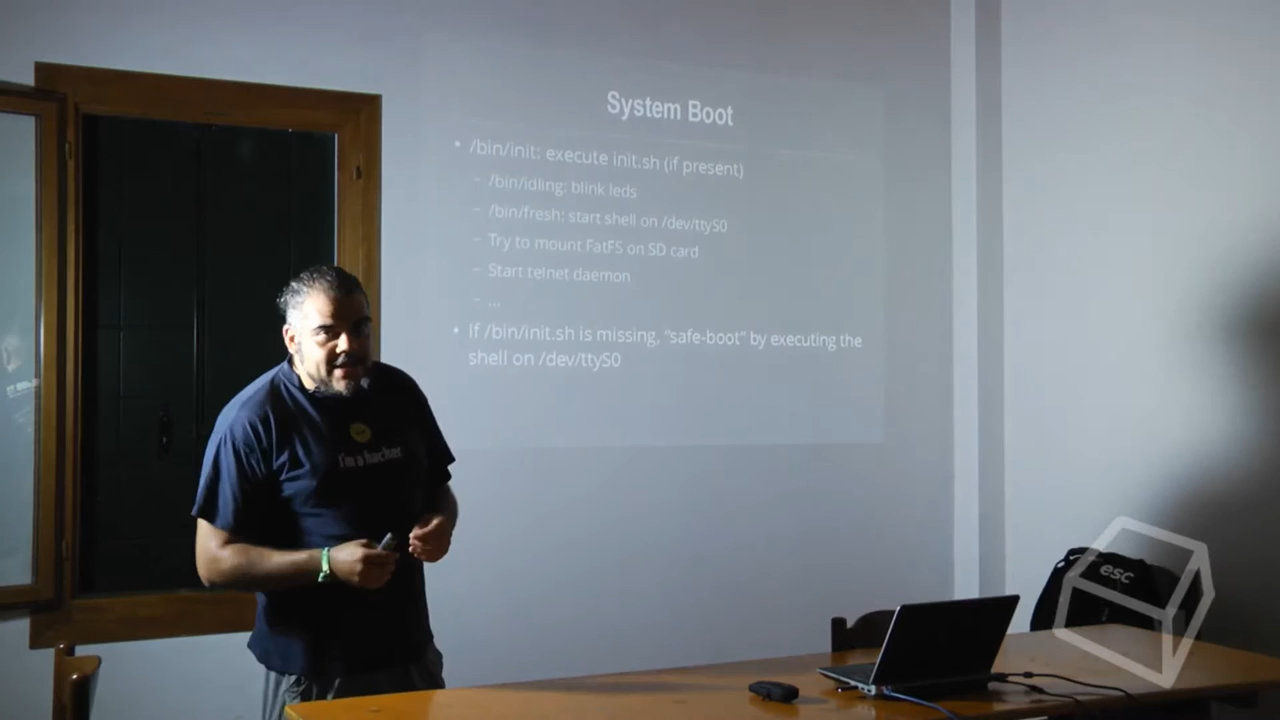 System Boot
• /bin/init: execute init.sh (if present)
– /bin/idling: blink leds
– /bin/fresh: start shell on /dev/ttyS0
– Try to mount FatFS on SD card
– Start telnet daemon
– ...
• If /bin/init.sh is missing, “safe-boot” by executing the
shell on /dev/ttyS0
I'm a hacker
esc